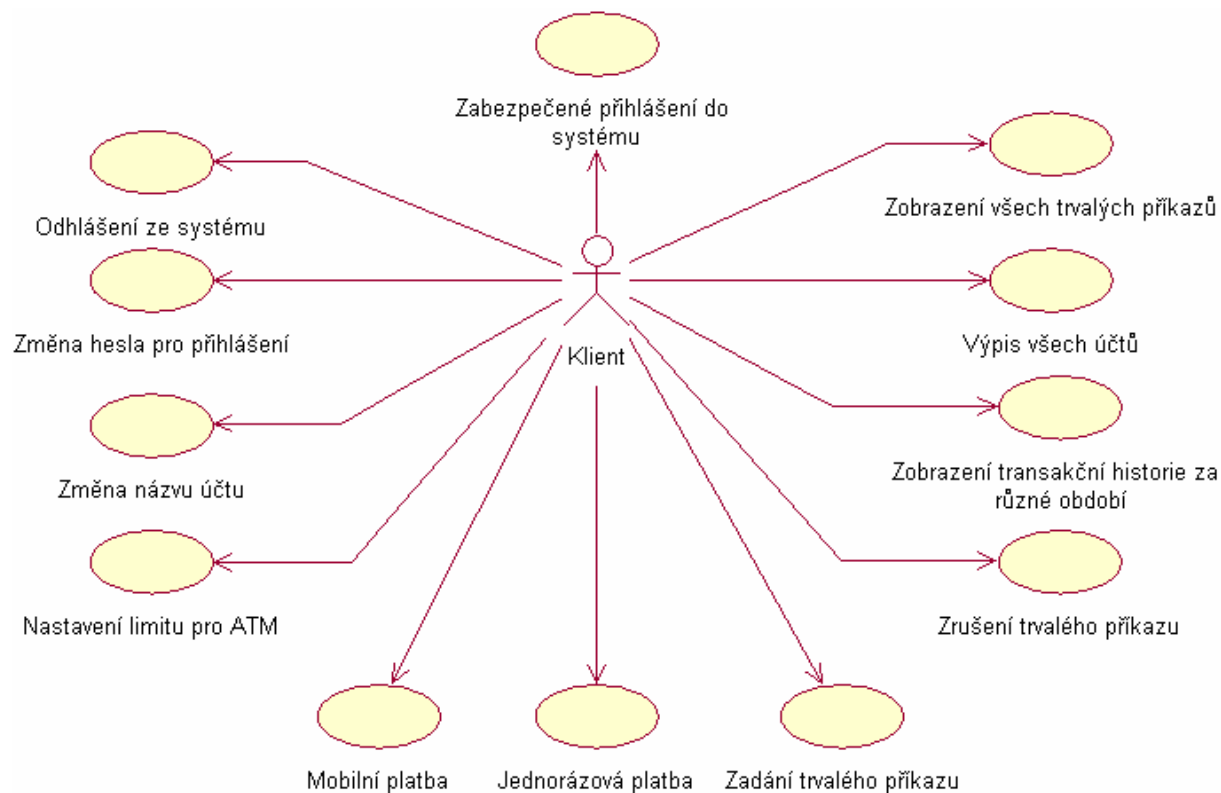 Zabezpečené přihlášení do
systému
Odhlášení ze systému
Zobrazení všech trvalých příkazů
Změna hesla pro přihlášení
Klient
Výpis všech účtů
Změna názvu účtu
Zobrazení transakční historie za
různé období
Nastavení limitu pro ATM
Zrušení trvalého příkazu
Mobilní platba
Jednorázová platba
Zadání trvalého příkazu